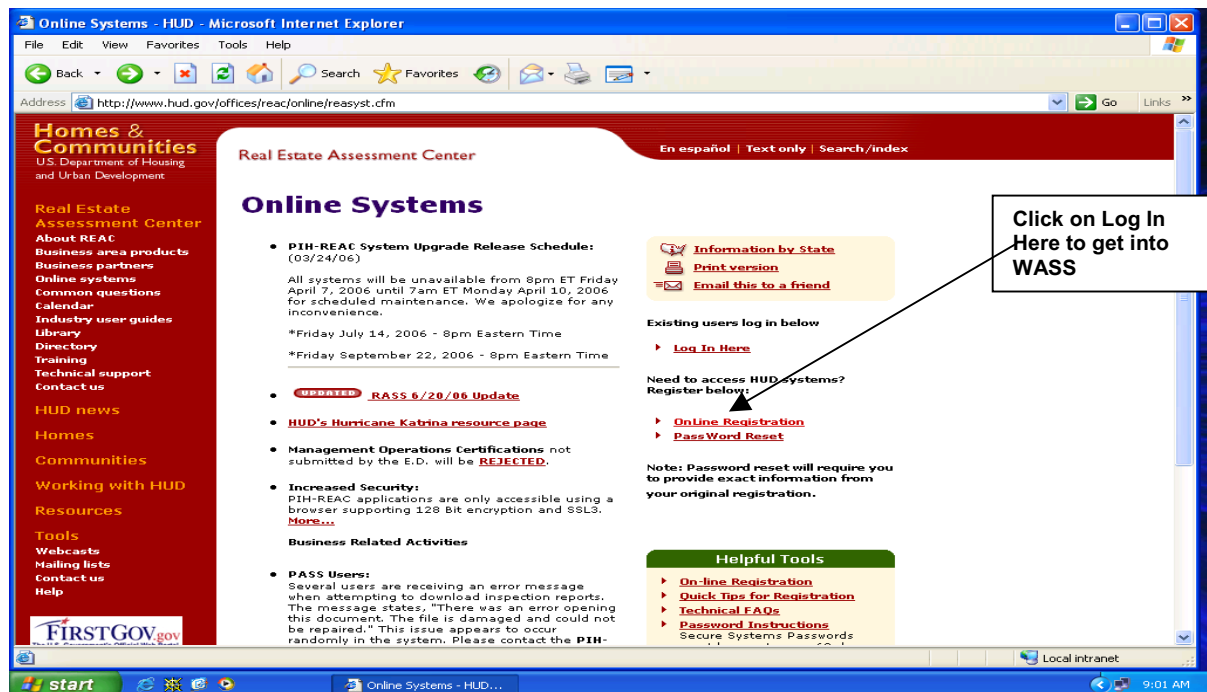 Online Systems - HUD - Microsoft Internet Explorer
File Edit View Favorites Tools Help
Back Search Favorites
Address http://www.hud.gov/offices/reac/online/reasyst.cfm Go Links »
Homes &
Communities
U.S. Department of Housing
and Urban Development
Real Estate Assessment Center
En español | Text only | Search/index
Real Estate
Assessment Center
About REAC
Business area products
Business partners
Online systems
Common questions
Calendar
Industry user guides
Library
Directory
Training
Technical support
Contact us
HUD news
Homes
Communities
Working with HUD
Resources
Tools
Webcasts
Mailing lists
Contact us
Help
FIRSTGOV.gov
The U.S. Government's Official Web Portal
Online Systems
• PIH-REAC System Upgrade Release Schedule:
(03/24/06)
All systems will be unavailable from 8pm ET Friday
April 7, 2006 until 7am ET Monday April 10, 2006
for scheduled maintenance. We apologize for any
inconvenience.
*Friday July 14, 2006 - 8pm Eastern Time
*Friday September 22, 2006 - 8pm Eastern Time
• UPDATED RASS 6/20/06 Update
• HUD's Hurricane Katrina resource page
• Management Operations Certifications not
submitted by the E.D. will be REJECTED.
• Increased Security:
PIH-REAC applications are only accessible using a
browser supporting 128 Bit encryption and SSL3.
More...
Business Related Activities
• PASS Users:
Several users are receiving an error message
when attempting to download inspection reports.
The message states, "There was an error opening
this document. The file is damaged and could not
be repaired." This issue appears to occur
randomly in the system. Please contact the PIH-
Information by State
Print version
Email this to a friend
Existing users log in below
Log In Here
Need to access HUD systems?
Register below:
OnLine Registration
PassWord Reset
Note: Password reset will require you
to provide exact information from
your original registration.
Helpful Tools
On-line Registration
Quick Tips for Registration
Technical FAQs
Password Instructions
Secure Systems Passwords
Click on Log In
Here to get into
WASS
Local intranet
start Online Systems - HUD... 9:01 AM